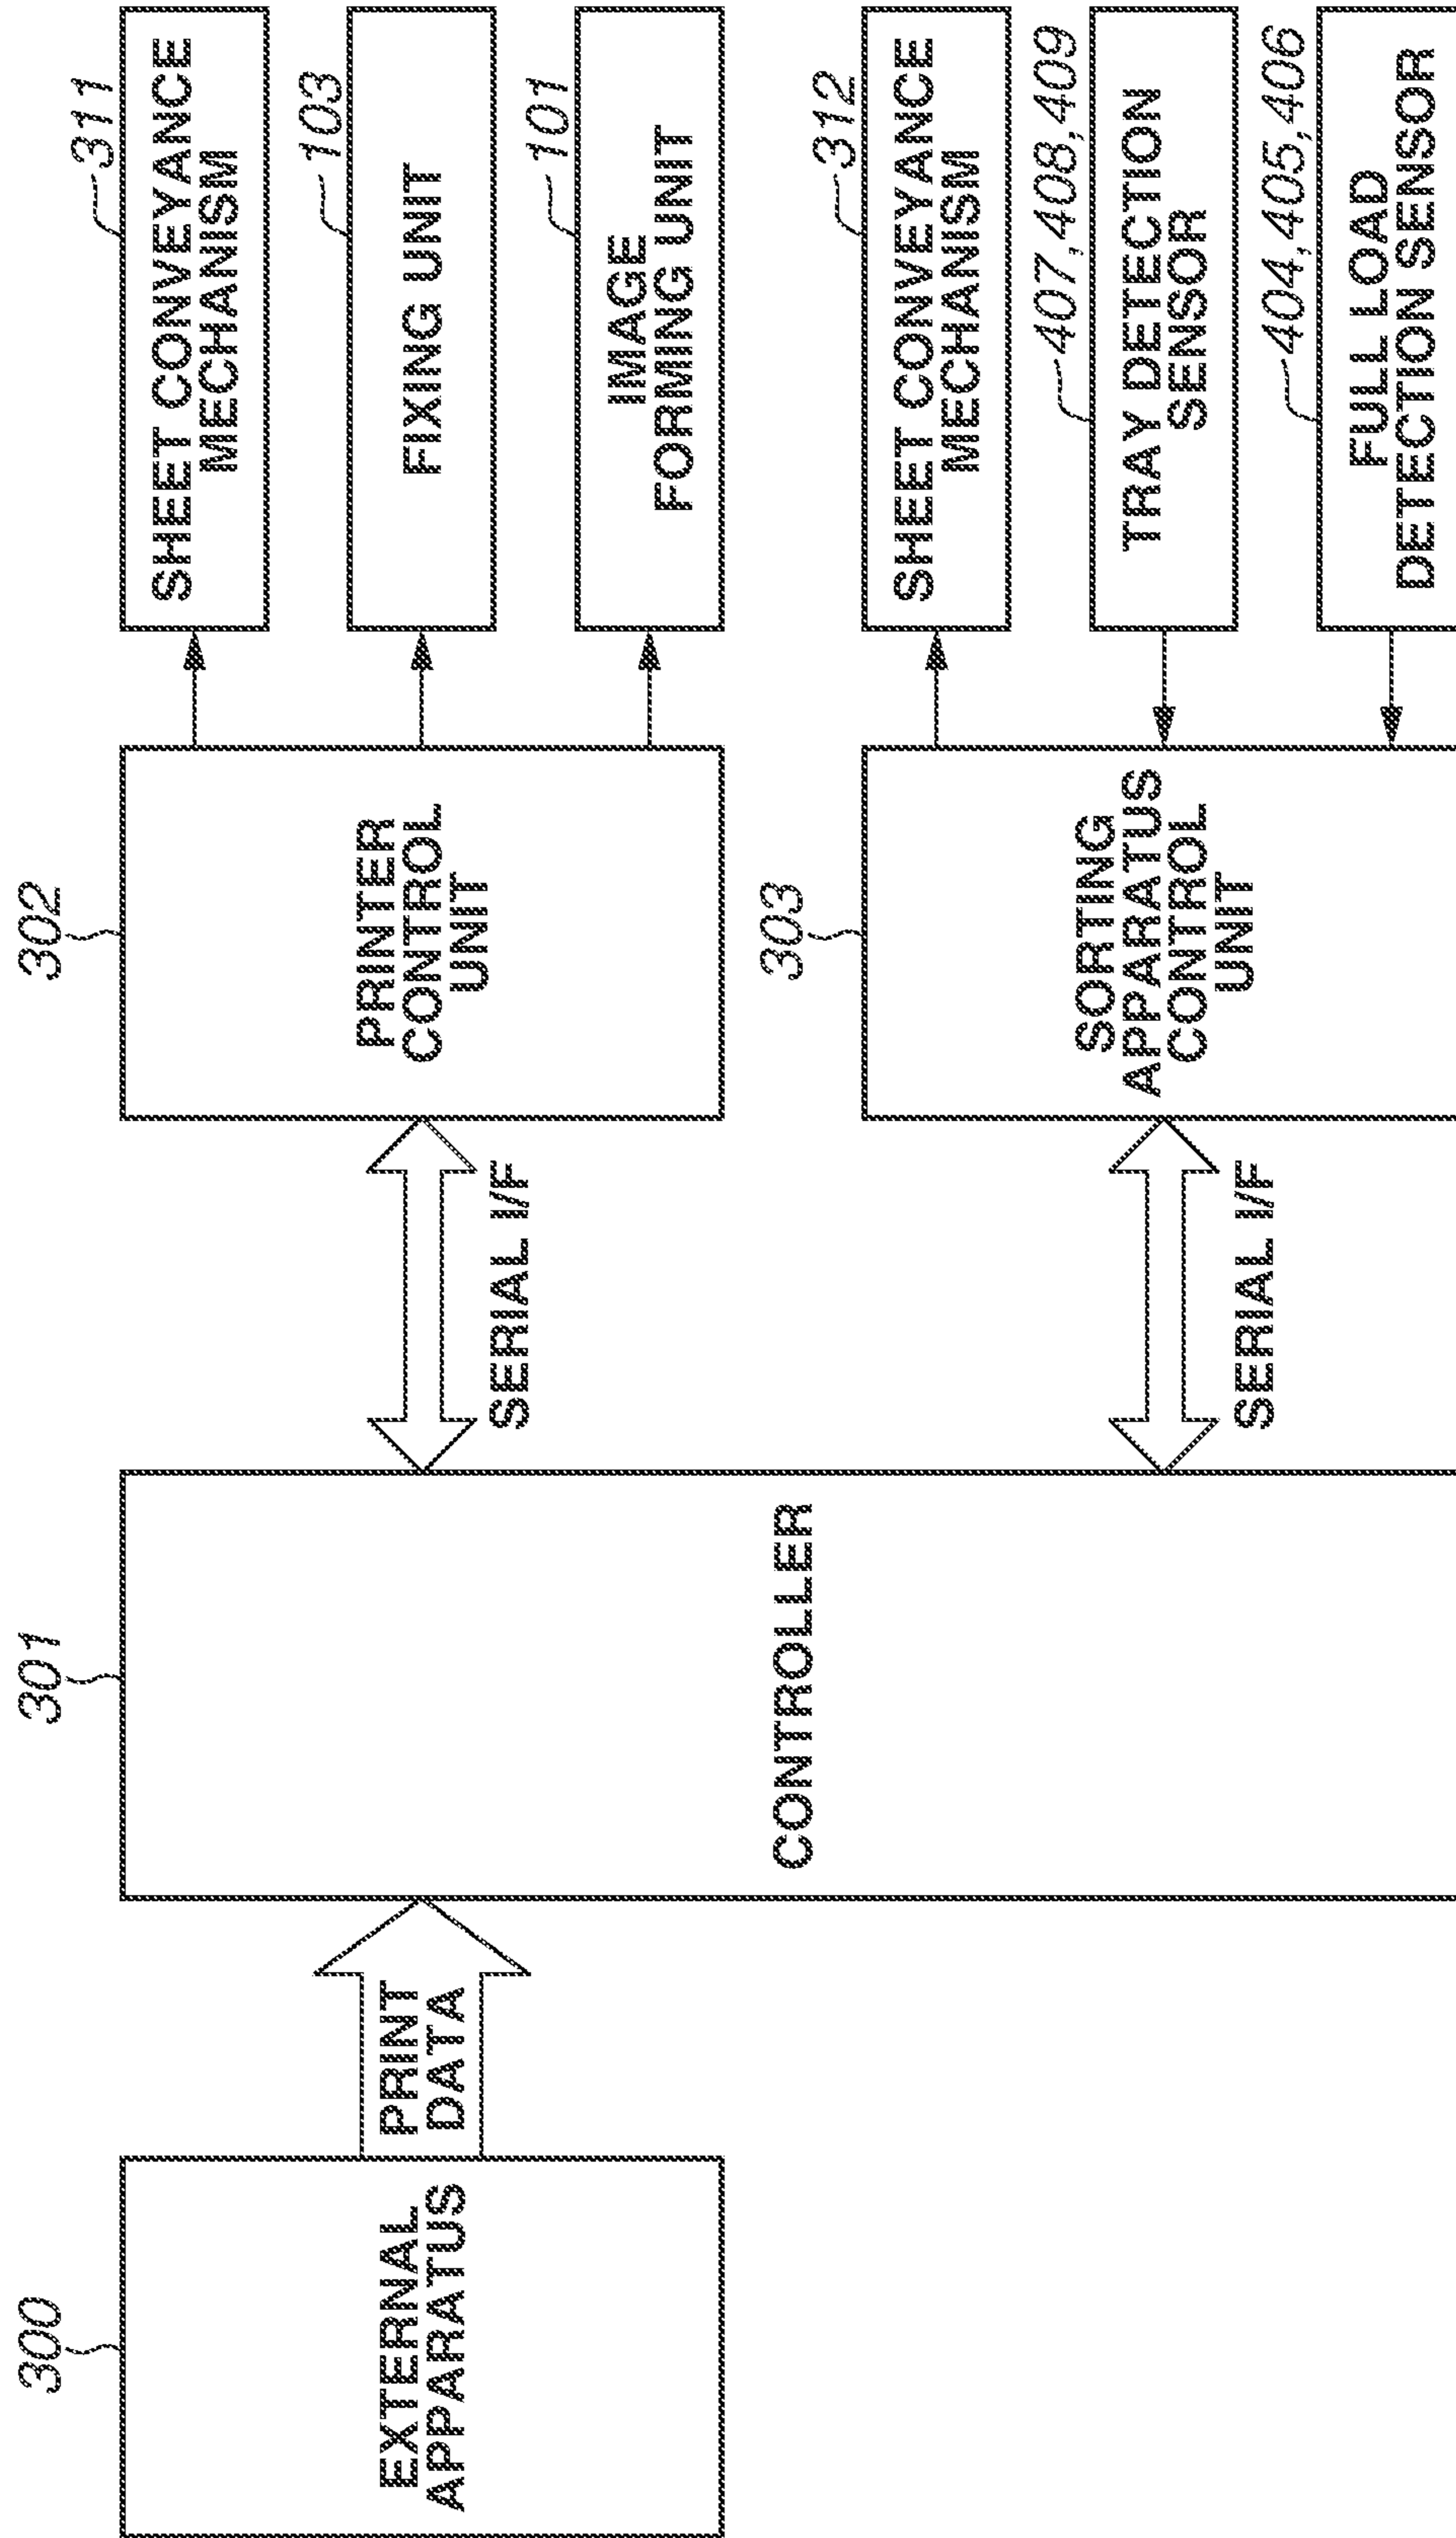 300
EXTERNAL
APPARATUS
PRINT
DATA
301
CONTROLLER
SERIAL I/F
SERIAL I/F
302
PRINTER
CONTROL
UNIT
303
SORTING
APPARATUS
CONTROL
UNIT
311
SHEET CONVEYANCE
MECHANISM
103
FIXING UNIT
101
IMAGE
FORMING UNIT
312
SHEET CONVEYANCE
MECHANISM
407,408,409
TRAY DETECTION
SENSOR
404,405,406
FULL LOAD
DETECTION SENSOR